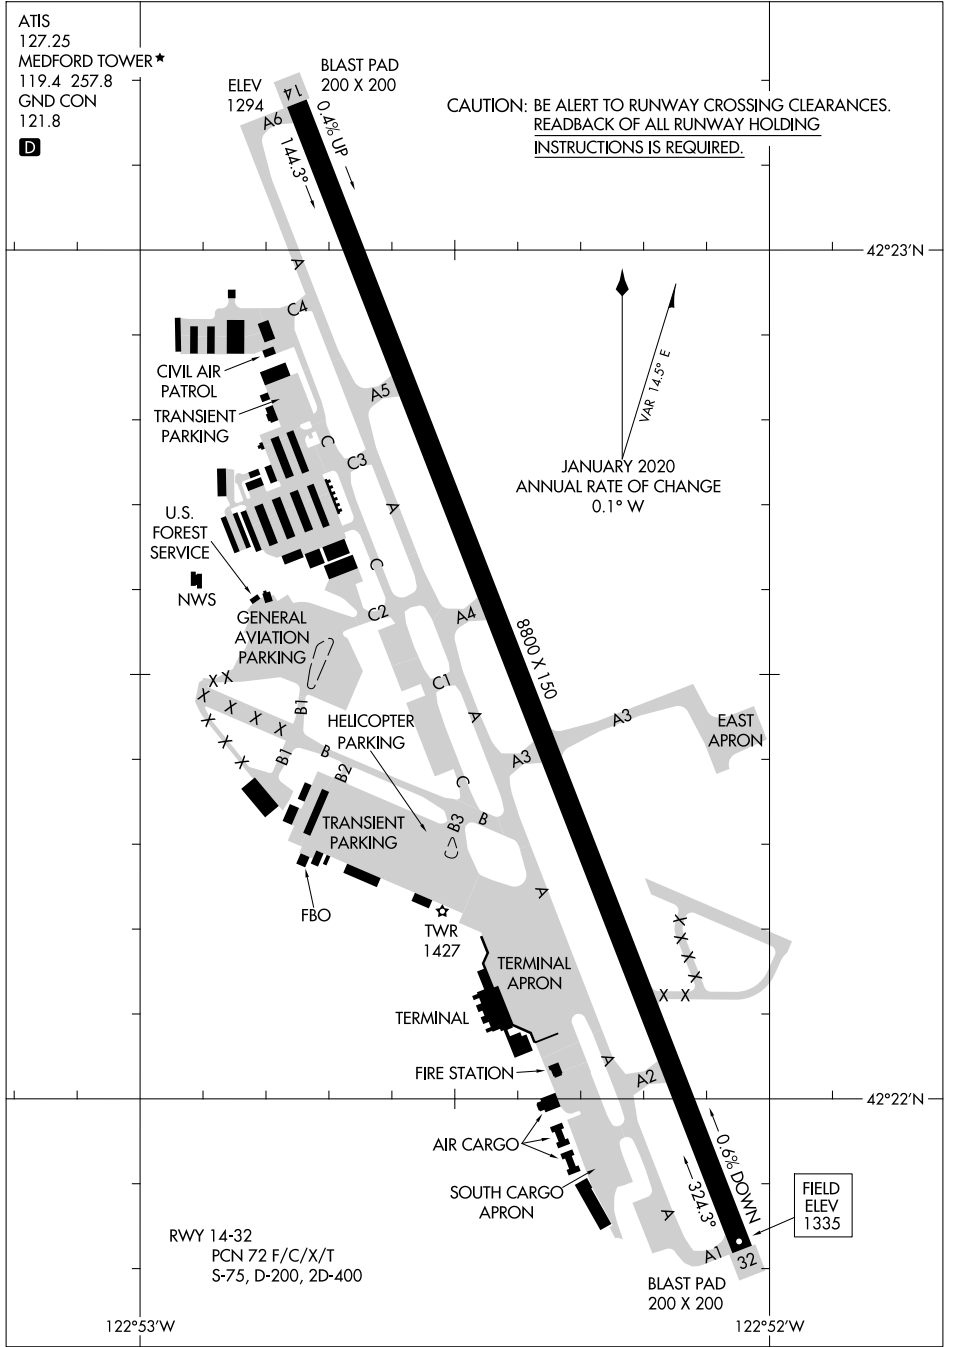 ATIS
127.25
MEDFORD TOWER★
119.4 257.8
GND CON
121.8
D
ELEV
1294
BLAST PAD
200 X 200
14
A6
0.4% UP
144.3°
CAUTION: BE ALERT TO RUNWAY CROSSING CLEARANCES.
READBACK OF ALL RUNWAY HOLDING
INSTRUCTIONS IS REQUIRED.
42°23'N
A
C4
CIVIL AIR
PATROL
TRANSIENT
PARKING
A5
VAR 14.5° E
JANUARY 2020
ANNUAL RATE OF CHANGE
0.1° W
C
C3
A
U.S.
FOREST
SERVICE
NWS
C
C2
A4
GENERAL
AVIATION
PARKING
8800 X 150
X X
X
X
X
X
X
X
X
B1
C1
A
A3
EAST
APRON
HELICOPTER
PARKING
B1
B
B2
A3
C
TRANSIENT
PARKING
B3
B
FBO
TWR
1427
A
X
X
X
X
X X
TERMINAL
APRON
TERMINAL
FIRE STATION
A
A2
42°22'N
AIR CARGO
SOUTH CARGO
APRON
0.6% DOWN
324.3°
A
A1
32
FIELD
ELEV
1335
RWY 14-32
PCN 72 F/C/X/T
S-75, D-200, 2D-400
BLAST PAD
200 X 200
122°53'W
122°52'W